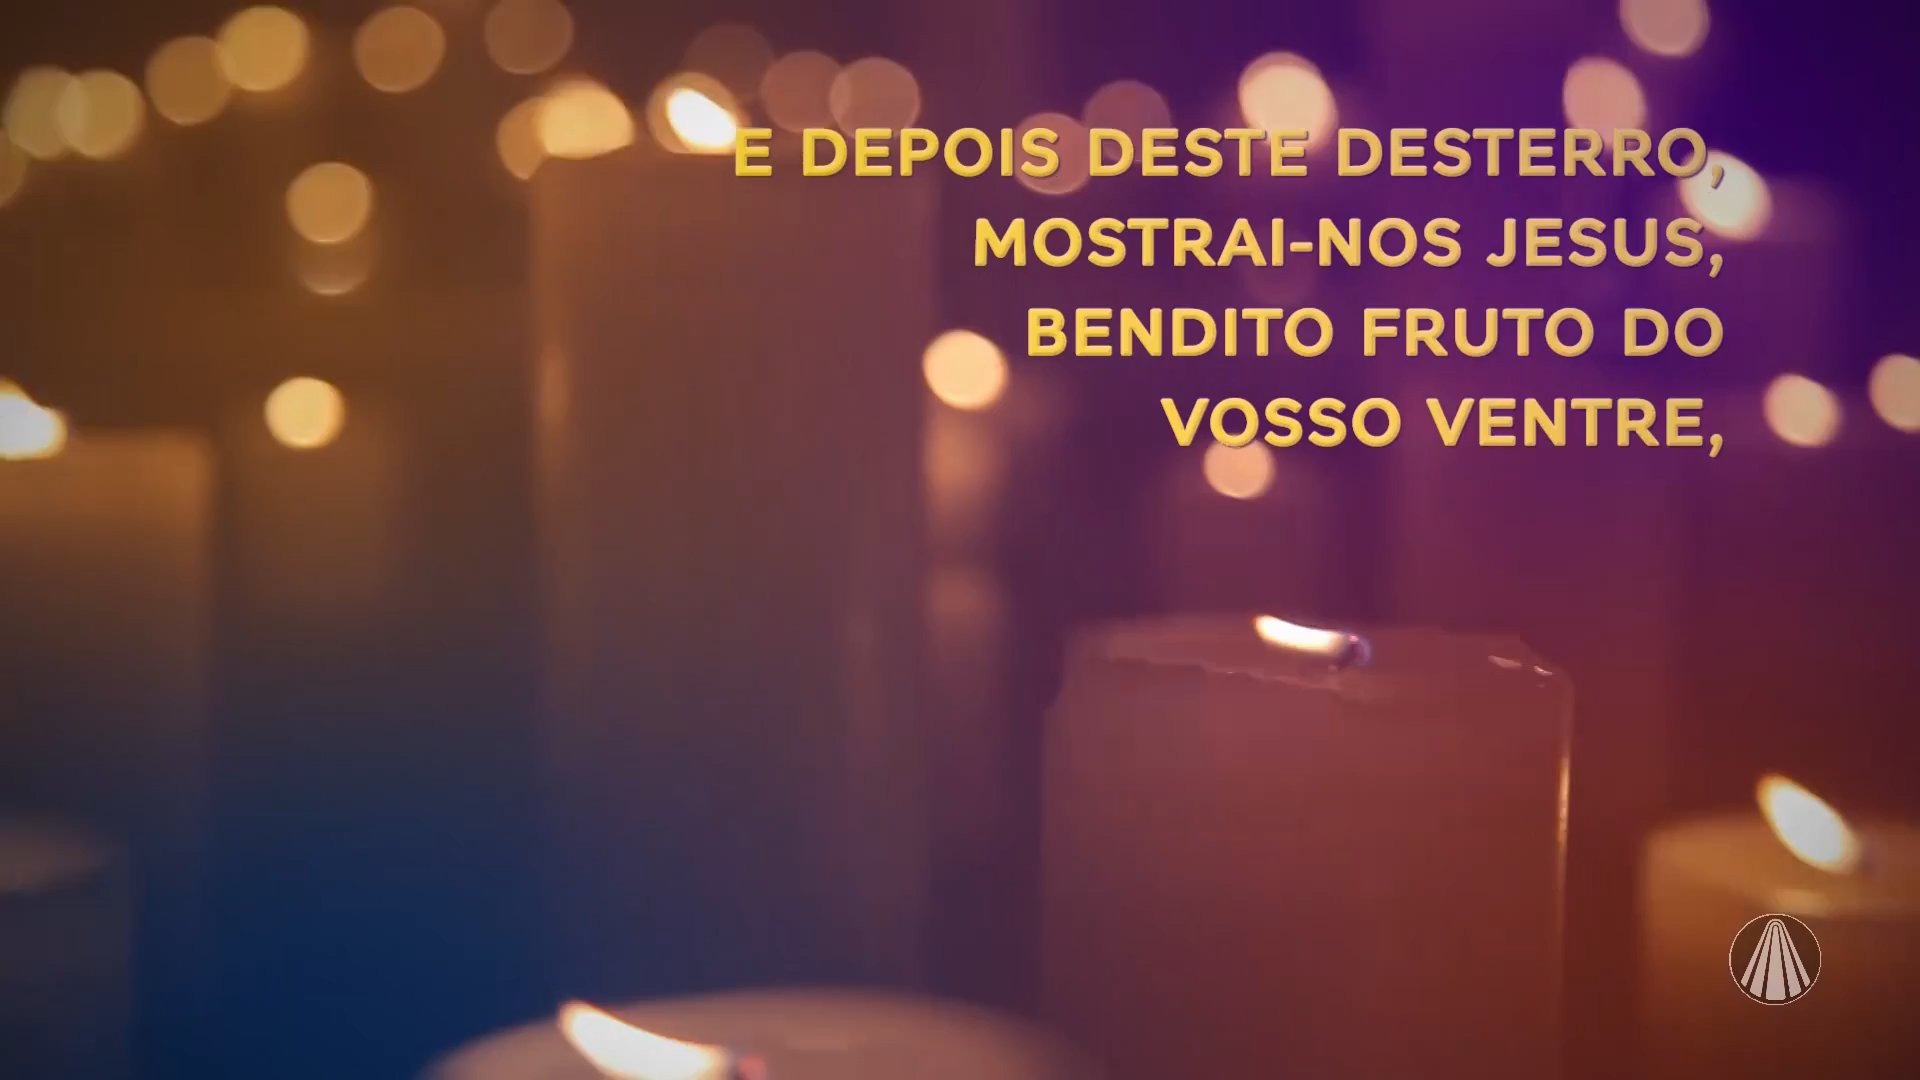 E DEPOIS DESTE DESTERRO,
MOSTRAI-NOS JESUS,
BENDITO FRUTO DO
VOSSO VENTRE,